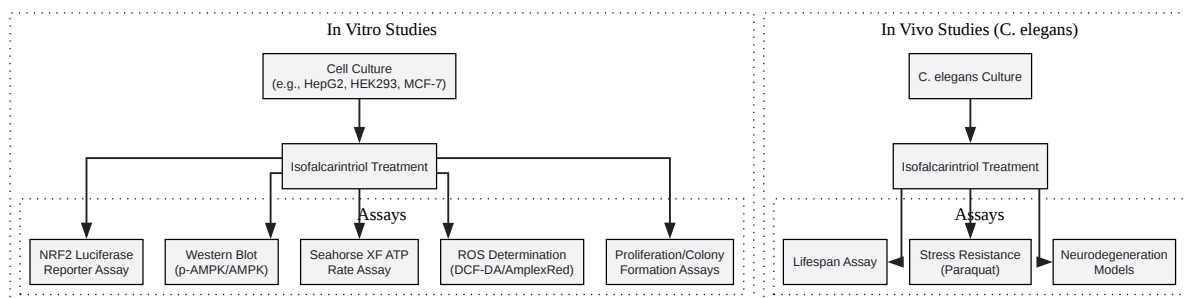 In Vitro Studies
Cell Culture
(e.g., HepG2, HEK293, MCF-7)
Isofalcarintriol Treatment
Assays
NRF2 Luciferase
Reporter Assay
Western Blot
(p-AMPK/AMPK)
Seahorse XF ATP
Rate Assay
ROS Determination
(DCF-DA/AmplexRed)
Proliferation/Colony
Formation Assays
In Vivo Studies (C. elegans)
C. elegans Culture
Isofalcarintriol Treatment
Assays
Lifespan Assay
Stress Resistance
(Paraquat)
Neurodegeneration
Models